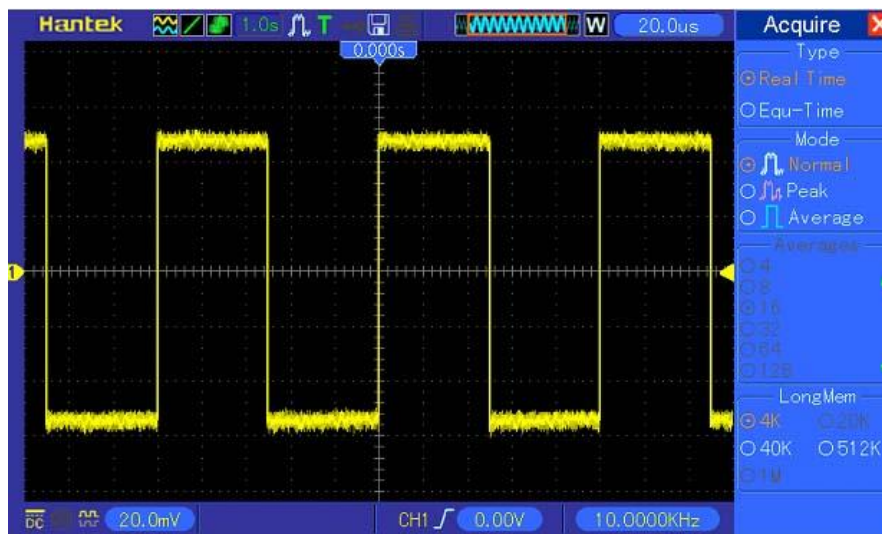 Hantek 1.0s T W 20.0us
0.000s
1
DC 20.0mV CH1 0.00V 10.0000KHz
Acquire X
Type
Real Time
Equ-Time
Mode
Normal
Peak
Average
Averages
4
8
16
32
64
128
LongMem
4K 20K
40K 512K
1M